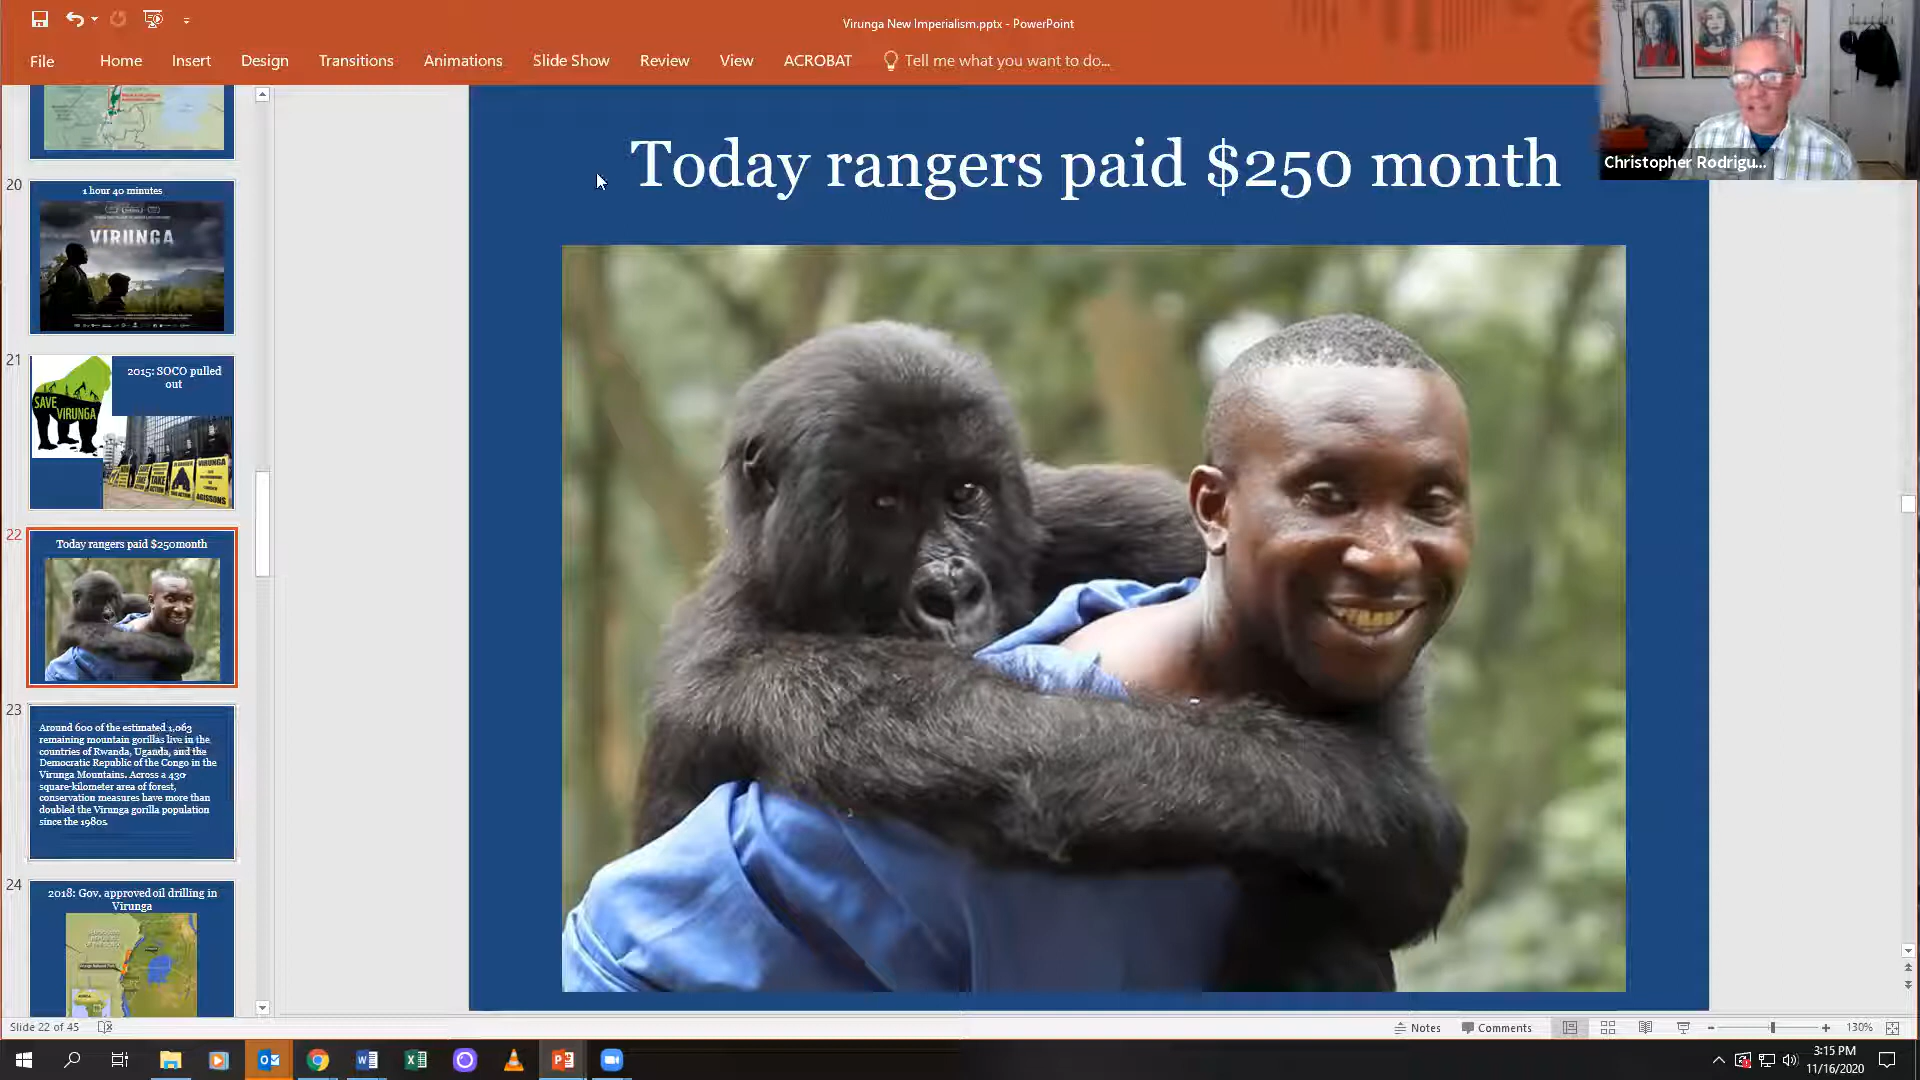 Virunga New Imperialism.pptx - PowerPoint
File Home Insert Design Transitions Animations Slide Show Review View ACROBAT Tell me what you want to do...
Christopher Rodrigu...
Today rangers paid $250 month
20
1 hour 40 minutes
VIRUNGA
21
2015: SOCO pulled
out
SAVE
VIRUNGA
TAKE
VIRUNGA
AGISSONS
22
Today rangers paid $250month
23
Around 600 of the estimated 1,063
remaining mountain gorillas live in the
countries of Rwanda, Uganda, and the
Democratic Republic of the Congo in the
Virunga Mountains. Across a 430-
square-kilometer area of forest,
conservation measures have more than
doubled the Virunga gorilla population
since the 1980s.
24
2018: Gov. approved oil drilling in
Virunga
Slide 22 of 45
Notes Comments 130%
3:15 PM
11/16/2020